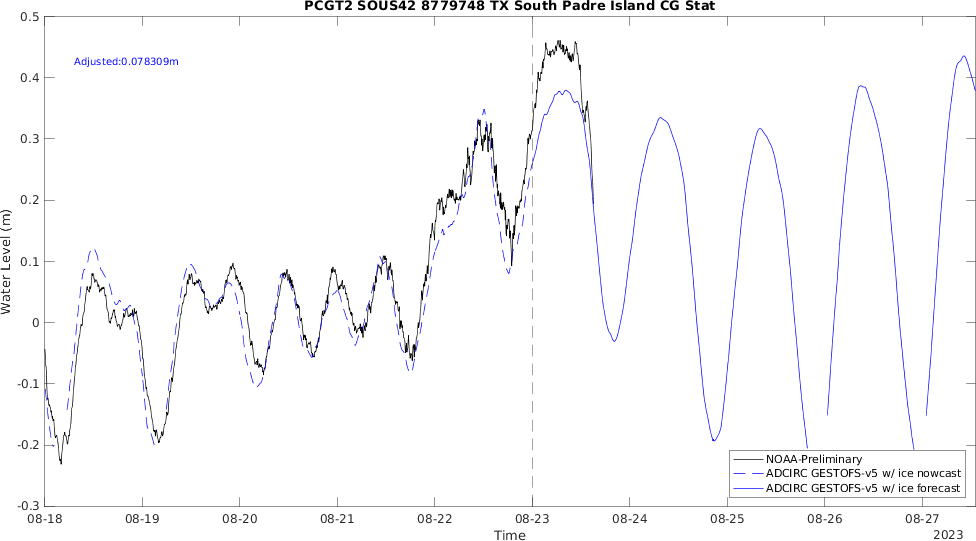 PCGT2 SOUS42 8779748 TX South Padre Island CG Stat
Adjusted:0.078309m
0.5
0.4
0.3
0.2
0.1
0
-0.1
-0.2
-0.3
Water Level (m)
NOAA-Preliminary
ADCIRC GESTOFS-v5 w/ ice nowcast
ADCIRC GESTOFS-v5 w/ ice forecast
08-18 08-19 08-20 08-21 08-22 08-23 08-24 08-25 08-26 08-27
Time
2023